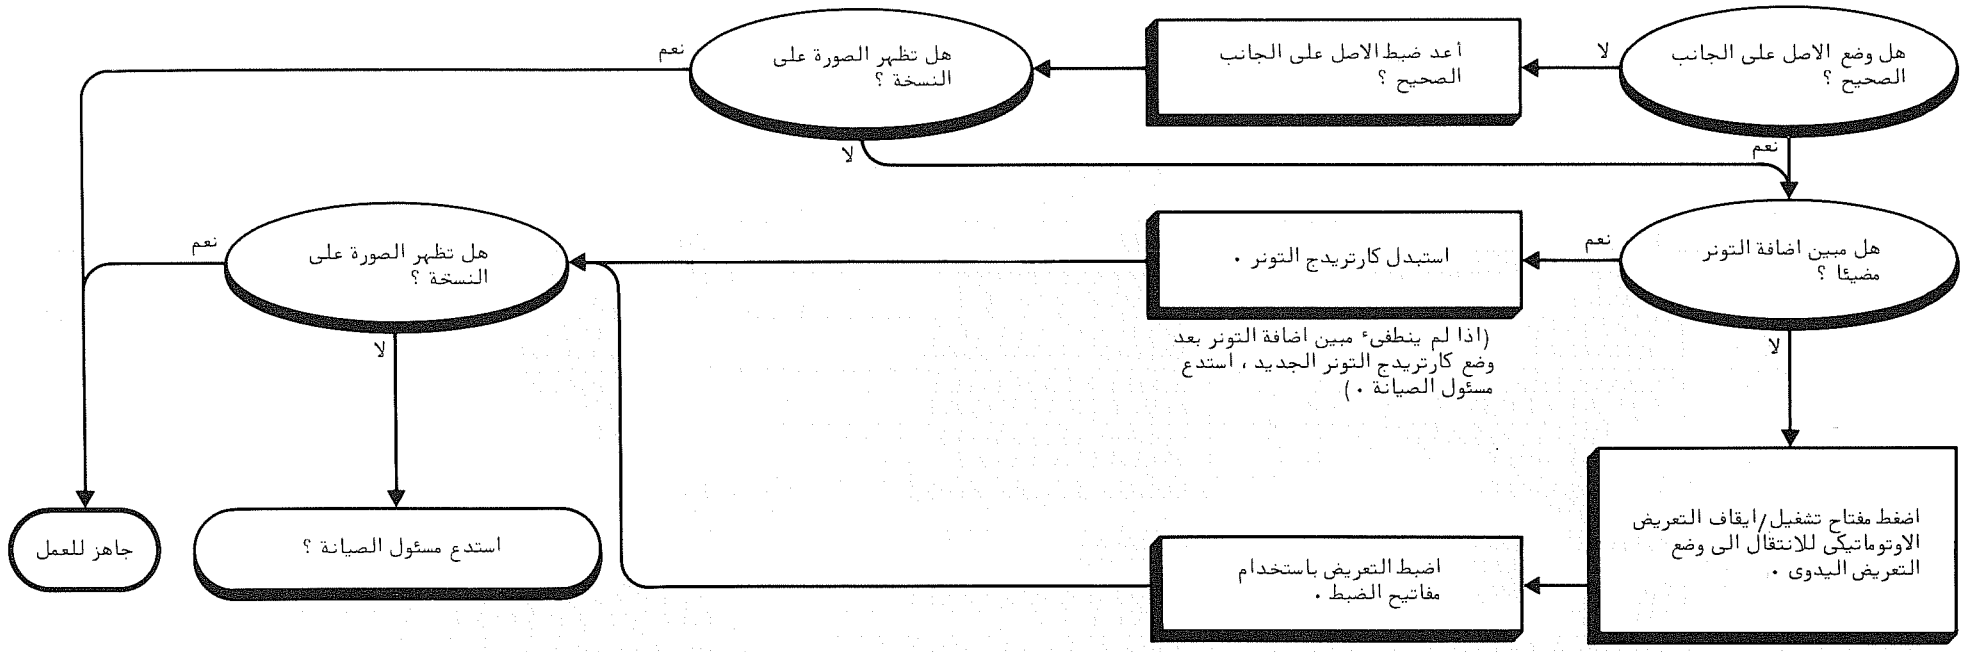 هل وضع الاصل على الجانب
الصحيح ؟
لا
نعم
أعد ضبط الاصل على الجانب
الصحيح ؟
هل تظهر الصورة على
النسخة ؟
نعم
لا
هل مبين اضافة التونر
مضيئا ؟
نعم
لا
استبدل كارتريدج التونر .
(اذا لم ينطفىء مبين اضافة التونر بعد
وضع كارتريدج التونر الجديد ، استدع
مسئول الصيانة . )
هل تظهر الصورة على
النسخة ؟
نعم
لا
اضغط مفتاح تشغيل/ايقاف التعريض
الاوتوماتيكى للانتقال الى وضع
التعريض اليدوى .
اضبط التعريض باستخدام
مفاتيح الضبط .
استدع مسئول الصيانة ؟
جاهز للعمل